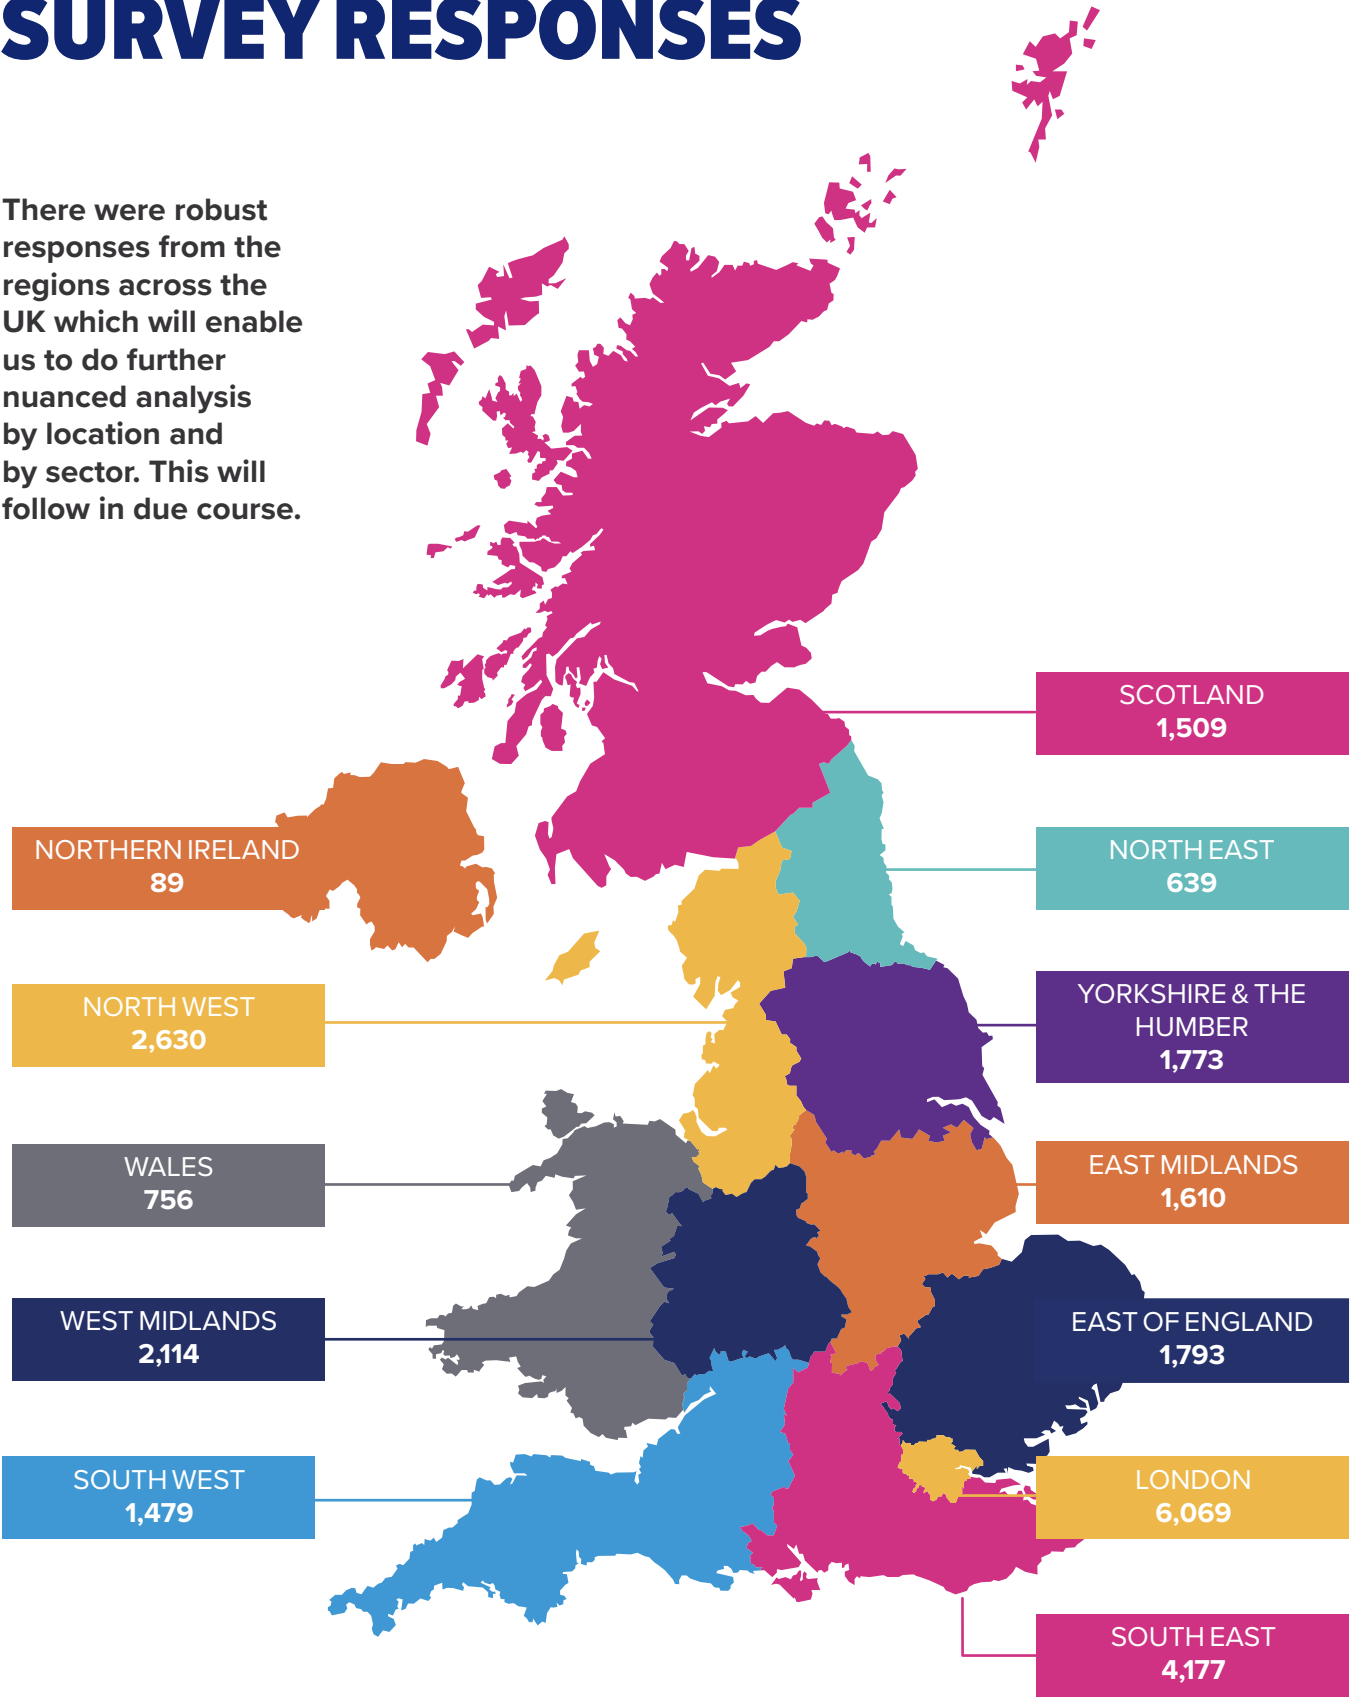 SURVEY RESPONSES
There were robust
responses from the
regions across the
UK which will enable
us to do further
nuanced analysis
by location and
by sector. This will
follow in due course.
SCOTLAND
1,509
NORTHERN IRELAND
89
NORTH EAST
639
NORTH WEST
2,630
YORKSHIRE & THE
HUMBER
1,773
WALES
756
EAST MIDLANDS
1,610
WEST MIDLANDS
2,114
EAST OF ENGLAND
1,793
SOUTH WEST
1,479
LONDON
6,069
SOUTH EAST
4,177